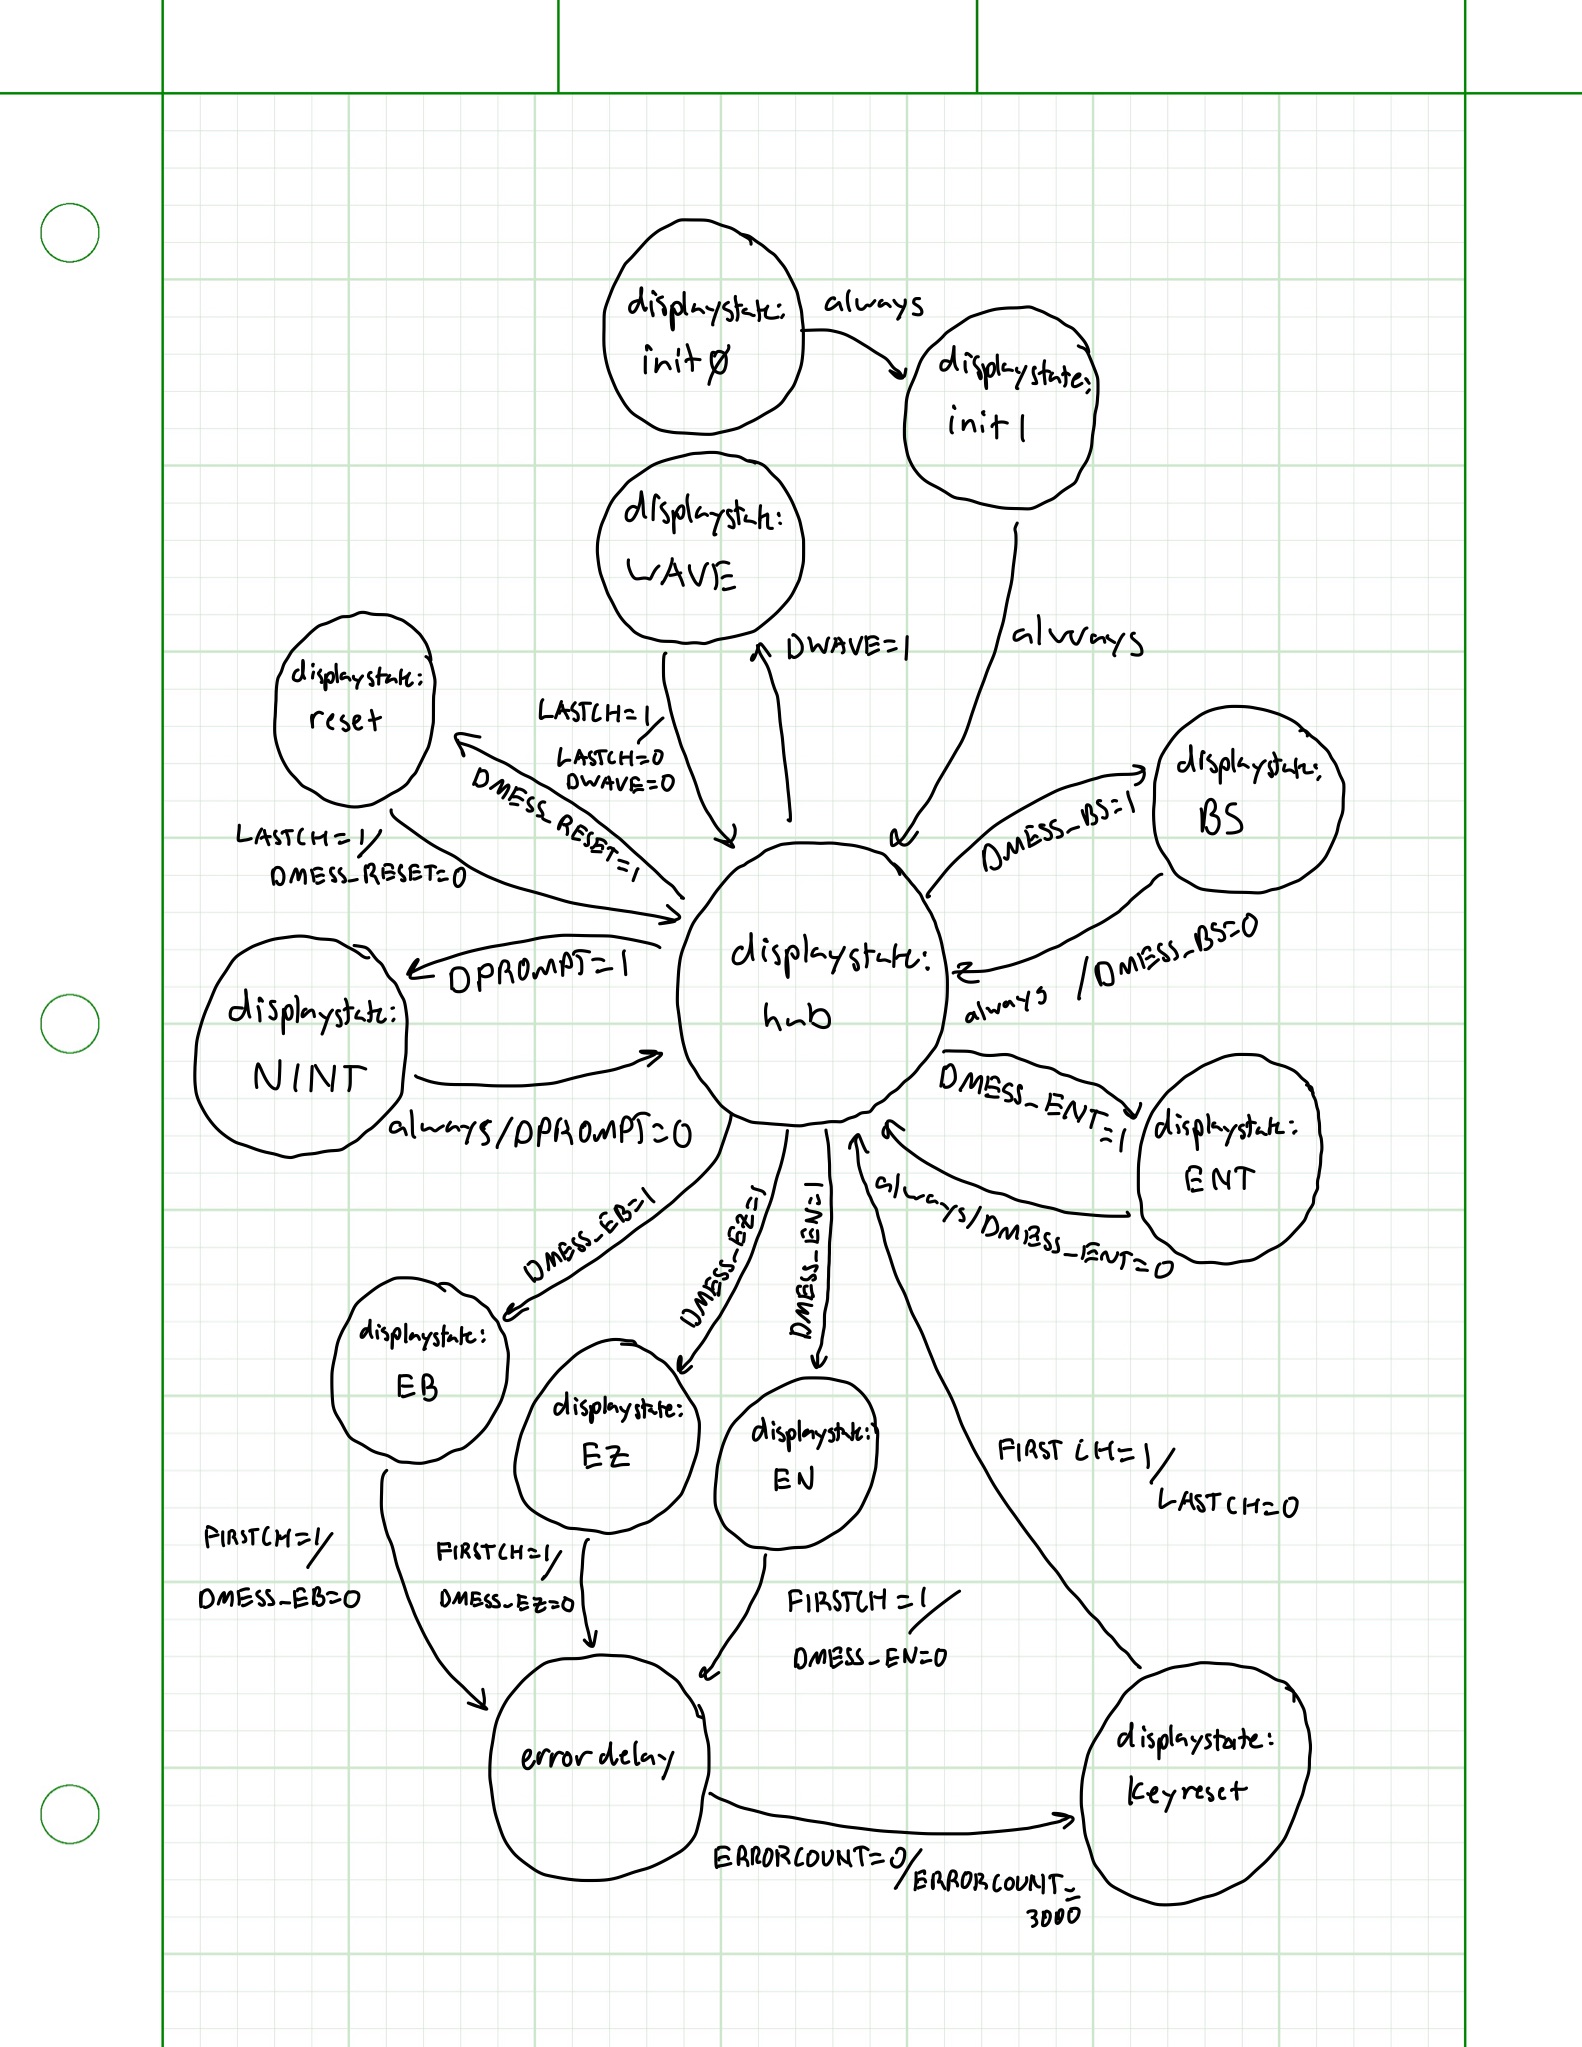 displaystate:
initø
always
displaystate:
init1
displaystate:
WAVE
DWAVE=1
always
displaystate:
reset
LASTCH=1/
LASTCH=0
DWAVE=0
DMESS_RESET=1
LASTCH=1/
DMESS_RESET=0
displaystate:
BS
DMESS_BS=1
always /DMESS_BS=0
displaystate:
hub
DPROMPT=1
displaystate:
NINT
always/DPROMPT=0
DMESS_ENT
=1
displaystate:
ENT
always/DMESS_ENT=0
DMESS_EB=1
DMESS_EZ=1
DMESS_EN=1
displaystate:
EB
displaystate:
EZ
displaystate:
EN
FIRSTCH=1/
LASTCH=0
FIRSTCH=1/
DMESS_EB=0
FIRSTCH=1/
DMESS_EZ=0
FIRSTCH=1/
DMESS_EN=0
error delay
displaystate:
keyreset
ERRORCOUNT=0/ERRORCOUNT=
3000